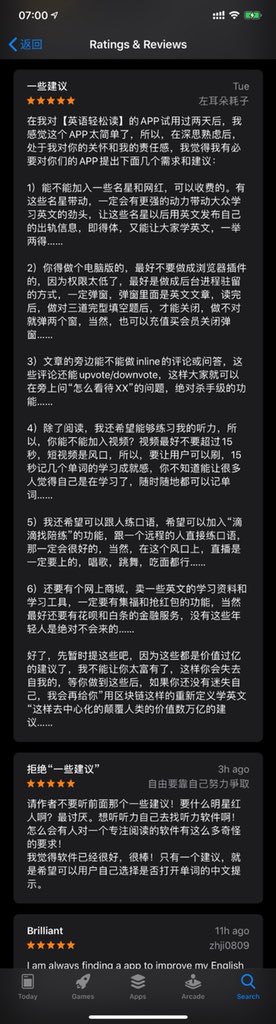 07:00
返回
Ratings & Reviews
一些建议
Tue
左耳朵耗子
在我对【英语轻松读】的APP试用过两天后，我
感觉这个APP太简单了，所以，在深思熟虑后，
处于我对你的关怀和我的责任感，我觉得我有必
要对你们的APP提出下面几个需求和建议：
1）能不能加入一些名星和网红，可以收费的。有
这些名星带动，一定会有更强的动力带动大众学
习英文的劲头，让这些名星以后用英文发布自己
的出轨信息，即得体，又能让大家学英文，一举
两得……
2）你得做个电脑版的，最好不要做成浏览器插件
的，因为权限太低了，最好是做成后台进程驻留
的方式，一定弹窗，弹窗里面是英文文章，读完
后，做对三道完型填空题后，才能关闭，做不对
就弹两个窗，当然，也可以充值买会员关闭弹
窗……
3）文章的旁边能不能做inline的评论或问答，这
些评论还能upvote/downvote，这样大家就可以
在旁上问“怎么看待XX”的问题，绝对杀手级的功
能……
4）除了阅读，我还希望能够练习我的听力，所
以，你能不能加入视频？视频最好不要超过15
秒，短视频是风口，所以，要让用户可以刷，15
秒记几个单词的学习成就感，你不知道能让很多
人觉得自己是在学习了，随时随地都可以记单
词……
5）我还希望可以跟人练口语，希望可以加入“滴
滴找陪练”的功能，跟一个远程的人直接练口语，
那一定会很好的，当然，在这个风口上，直播是
一定要上的，唱歌，跳舞，吃面都行……
6）还要有个网上商城，卖一些英文的学习资料和
学习工具，一定要有集福和抢红包的功能，当然
最好还要有花呗和白条的金融服务，没有这些年
轻人是绝对不会来的……
好了，先暂时提这些吧，因为这些都是价值过亿
的建议了，我不能让你太富有了，这样你会失去
自我的，等你做到这些后，如果你还没有迷失自
己，我会再给你”用区块链这样的重新定义学英文
“这样去中心化的颠覆人类的价值数万亿的建
议……
拒绝“一些建议”
3h ago
自由要靠自己努力爭取
请作者不要听前面那个一些建议！要什么明星红
人啊？最讨厌。想听听力自己去找听力软件啊！
怎么会有人对一个专注阅读的软件有这么多奇怪
的要求！
我觉得软件已经很好，很棒！只有一个建议，就
是希望可以用户自己选择是否打开单词的中文提
示。
Brilliant
11h ago
zhji0809
I am always finding a app to improve my English
Today
Games
Apps
Arcade
Search